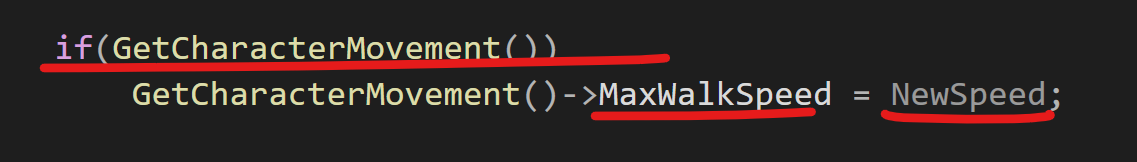 if(GetCharacterMovement())
GetCharacterMovement()->MaxWalkSpeed = NewSpeed;